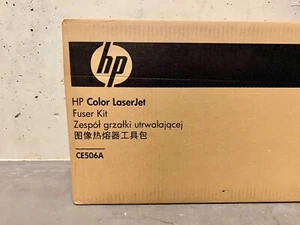 hp
HP Color LaserJet
Fuser Kit
Zespół grzałki utrwalającej
图像热熔器工具包
CE506A